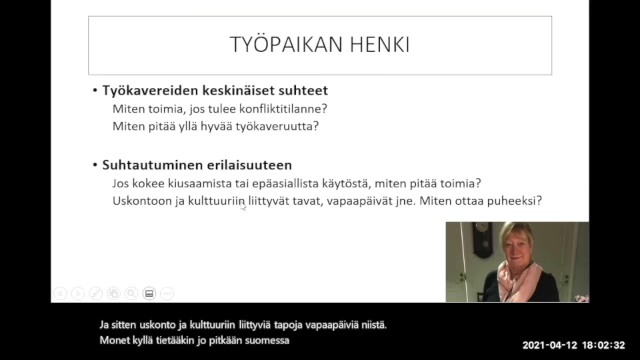 TYÖPAIKAN HENKI
• Työkavereiden keskinäiset suhteet
Miten toimia, jos tulee konfliktitilanne?
Miten pitää yllä hyvää työkaveruutta?
• Suhtautuminen erilaisuuteen
Jos kokee kiusaamista tai epäasiallista käytöstä, miten pitää toimia?
Uskontoon ja kulttuuriin liittyvät tavat, vapaapäivät jne. Miten ottaa puheeksi?
Ja sitten uskonto ja kulttuuriin liittyviä tapoja vapaapäiviä niistä.
Monet kyllä tietääkin jo pitkään suomessa
2021-04-12 18:02:32